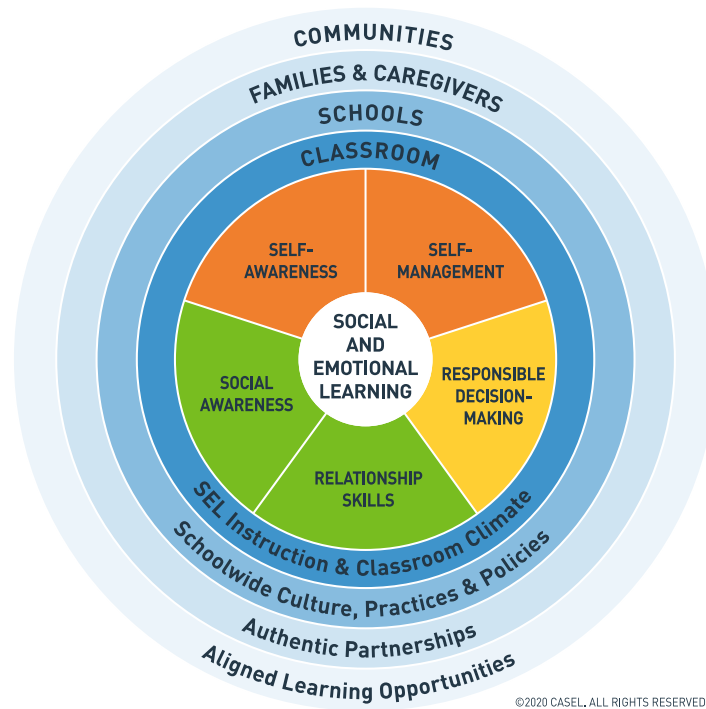 COMMUNITIES
FAMILIES & CAREGIVERS
SCHOOLS
CLASSROOM
SELF-
AWARENESS
SELF-
MANAGEMENT
SOCIAL
AND
EMOTIONAL
LEARNING
SOCIAL
AWARENESS
RESPONSIBLE
DECISION-
MAKING
RELATIONSHIP
SKILLS
SEL Instruction & Classroom Climate
Schoolwide Culture, Practices & Policies
Authentic Partnerships
Aligned Learning Opportunities
©2020 CASEL. ALL RIGHTS RESERVED